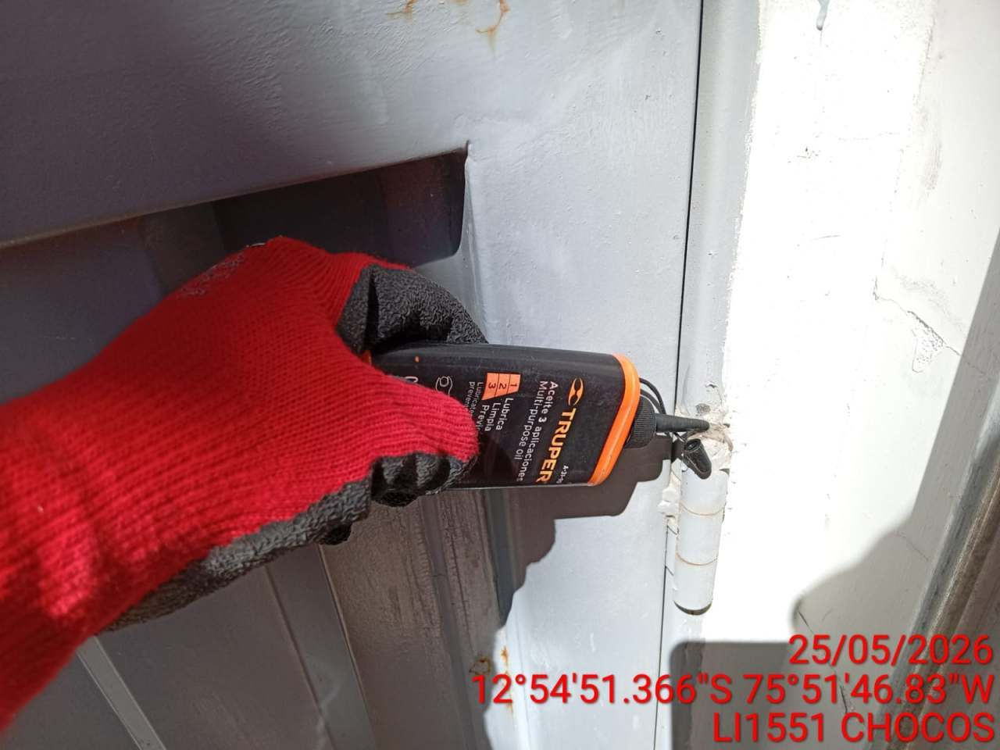 TRUPER
Aceite 3 aplicaciones
Multi-purpose oil
1 Lubrica
2 Limpia
3
25/05/2026
12°54'51.366"S 75°51'46.83"W
LI1551 CHOCOS